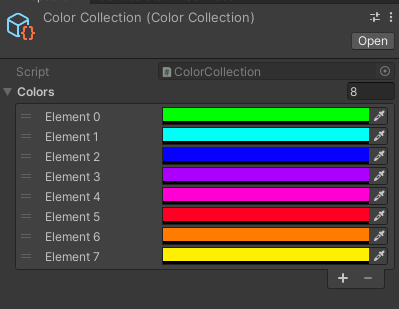 Color Collection (Color Collection)
Open
Script
ColorCollection
Colors
8
Element 0
Element 1
Element 2
Element 3
Element 4
Element 5
Element 6
Element 7